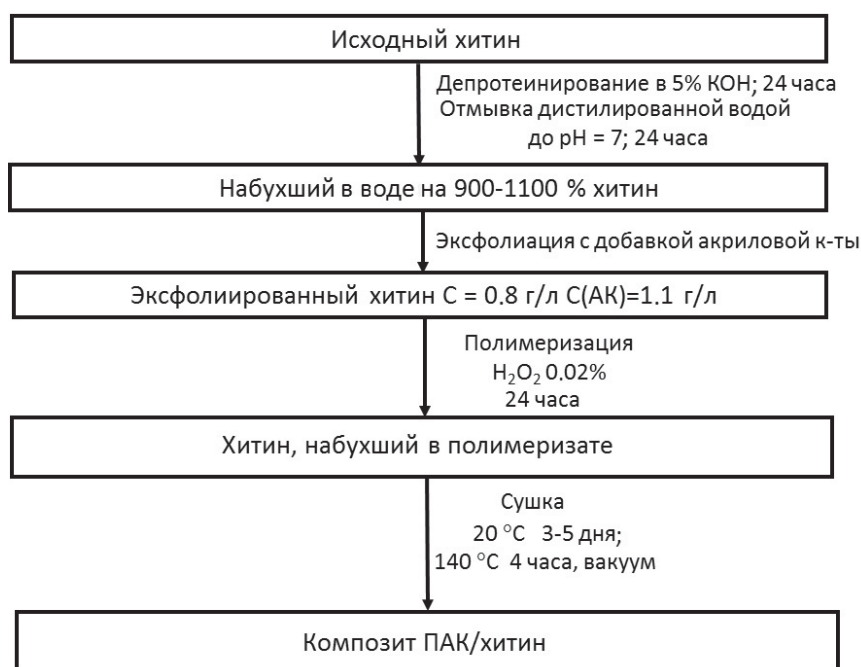 Исходный хитин
Депротеинирование в 5% КОН; 24 часа
Отмывка дистилированной водой
до pH = 7; 24 часа
Набухший в воде на 900-1100 % хитин
Эксфолиация с добавкой акриловой к-ты
Эксфолиированный хитин С = 0.8 г/л С(АК)=1.1 г/л
Полимеризация
H₂O₂ 0.02%
24 часа
Хитин, набухший в полимеризате
Сушка
20 °C 3-5 дня;
140 °C 4 часа, вакуум
Композит ПАК/хитин